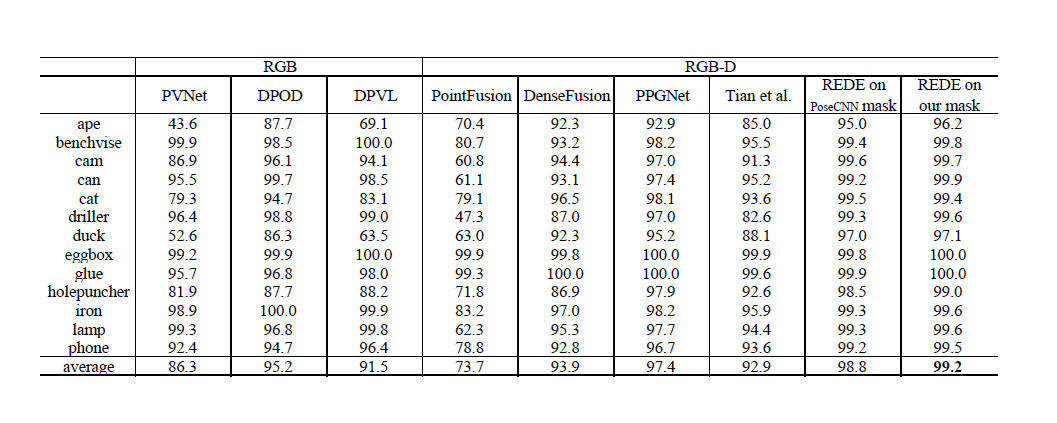 RGB RGB-D
PVNet DPOD DPVL PointFusion DenseFusion PPGNet Tian et al. REDE on PoseCNN mask REDE on our mask
ape 43.6 87.7 69.1 70.4 92.3 92.9 85.0 95.0 96.2
benchvise 99.9 98.5 100.0 80.7 93.2 98.2 95.5 99.4 99.8
cam 86.9 96.1 94.1 60.8 94.4 97.0 91.3 99.6 99.7
can 95.5 99.7 98.5 61.1 93.1 97.4 95.2 99.2 99.9
cat 79.3 94.7 83.1 79.1 96.5 98.1 93.6 99.5 99.4
driller 96.4 98.8 99.0 47.3 87.0 97.0 82.6 99.3 99.6
duck 52.6 86.3 63.5 63.0 92.3 95.2 88.1 97.0 97.1
eggbox 99.2 99.9 100.0 99.9 99.8 100.0 99.9 99.8 100.0
glue 95.7 96.8 98.0 99.3 100.0 100.0 99.6 99.9 100.0
holepuncher 81.9 87.7 88.2 71.8 86.9 97.9 92.6 98.5 99.0
iron 98.9 100.0 99.9 83.2 97.0 98.2 95.9 99.3 99.6
lamp 99.3 96.8 99.8 62.3 95.3 97.7 94.4 99.3 99.6
phone 92.4 94.7 96.4 78.8 92.8 96.7 93.6 99.2 99.5
average 86.3 95.2 91.5 73.7 93.9 97.4 92.9 98.8 99.2